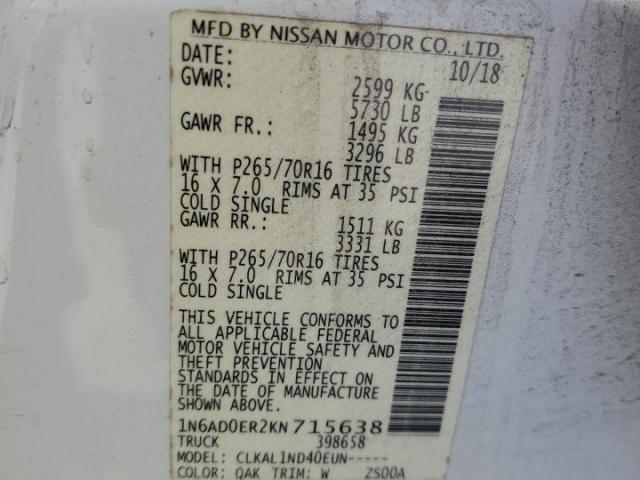 MFD BY NISSAN MOTOR CO., LTD.
DATE: 10/18
GVWR: 2599 KG
5730 LB
GAWR FR.: 1495 KG
3296 LB
WITH P265/70R16 TIRES
16 X 7.0 RIMS AT 35 PSI
COLD SINGLE
GAWR RR.: 1511 KG
3331 LB
WITH P265/70R16 TIRES
16 X 7.0 RIMS AT 35 PSI
COLD SINGLE
THIS VEHICLE CONFORMS TO
ALL APPLICABLE FEDERAL
MOTOR VEHICLE SAFETY AND
THEFT PREVENTION
STANDARDS IN EFFECT ON
THE DATE OF MANUFACTURE
SHOWN ABOVE.
1N6AD0ER2KN715638
TRUCK 398658
MODEL: CLKAL1ND40EUN-----
COLOR: QAK TRIM: W ZS00A